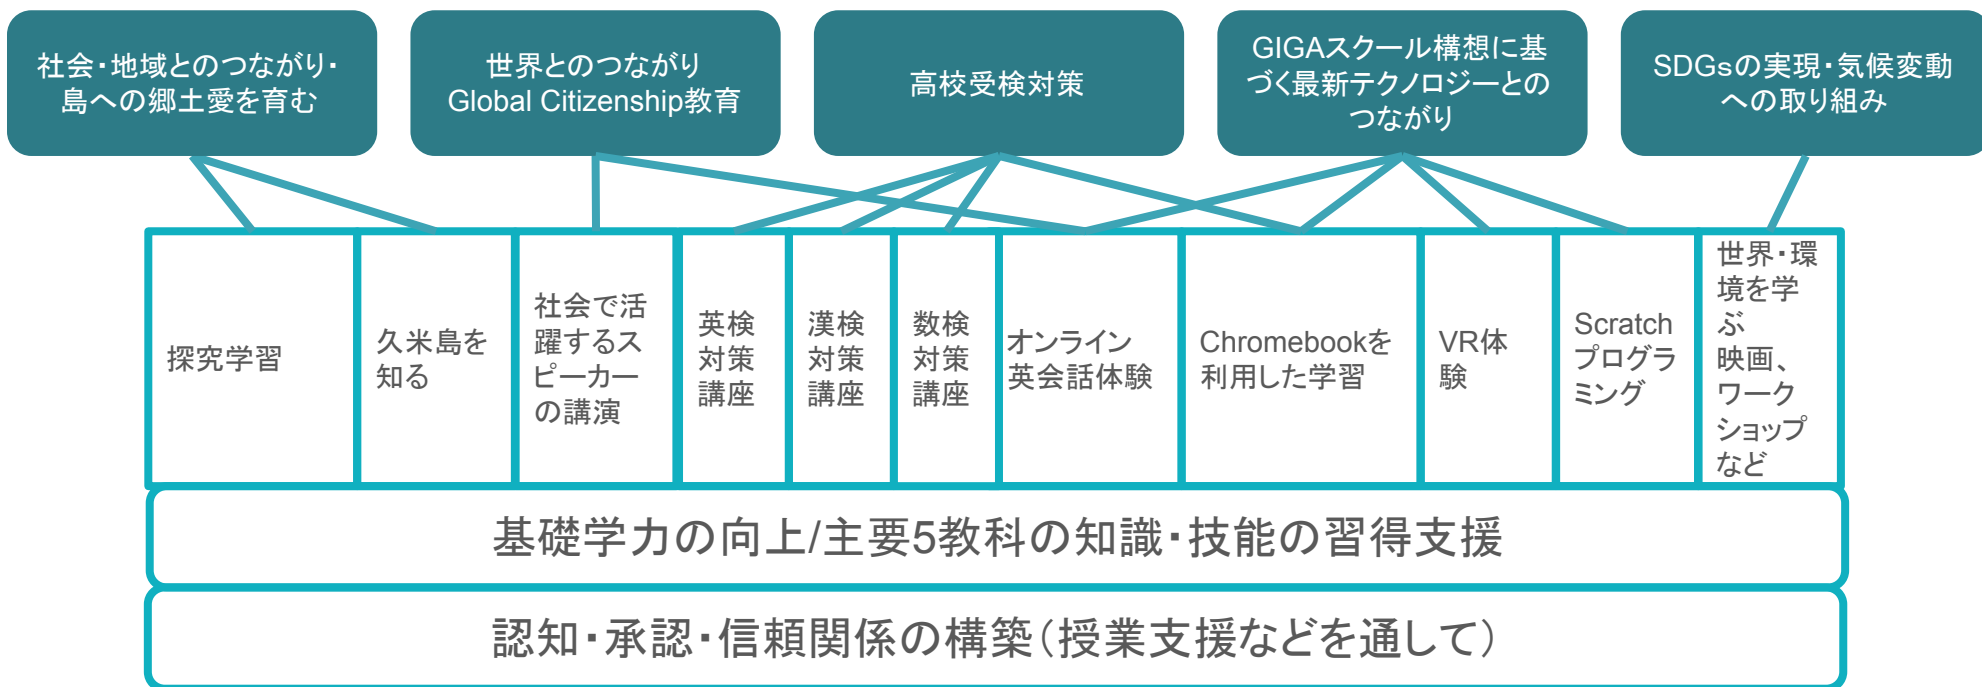 社会・地域とのつながり・
島への郷土愛を育む
世界とのつながり
Global Citizenship教育
高校受検対策
GIGAスクール構想に基
づく最新テクノロジーとの
つながり
SDGsの実現・気候変動
への取り組み
探究学習
久米島を
知る
社会で活
躍するス
ピーカー
の講演
英検
対策
講座
漢検
対策
講座
数検
対策
講座
オンライン
英会話体験
Chromebookを
利用した学習
VR体
験
Scratch
プログラ
ミング
世界・環
境を学
ぶ
映画、
ワーク
ショップ
など
基礎学力の向上/主要5教科の知識・技能の習得支援
認知・承認・信頼関係の構築（授業支援などを通して）